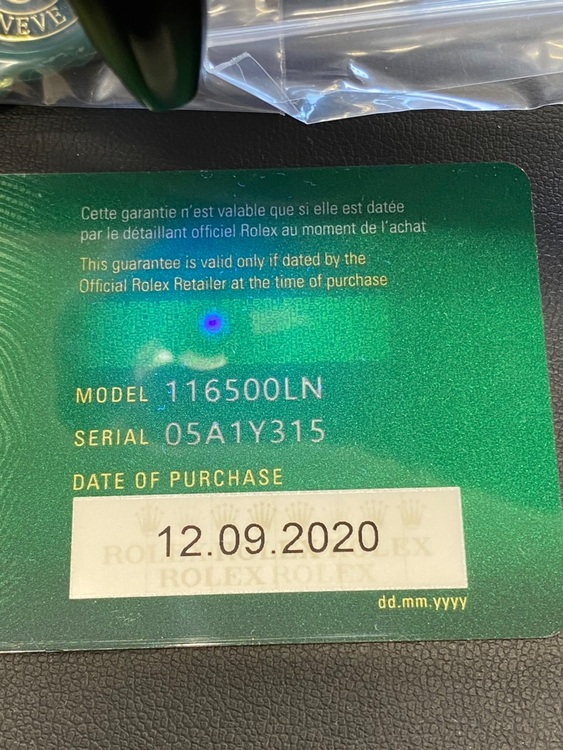 Cette garantie n'est valable que si elle est datée
par le détaillant officiel Rolex au moment de l'achat
This guarantee is valid only if dated by the
Official Rolex Retailer at the time of purchase
MODEL 116500LN
SERIAL 05A1Y315
DATE OF PURCHASE
12.09.2020
ROLEX ROLEX
dd.mm.yyyy